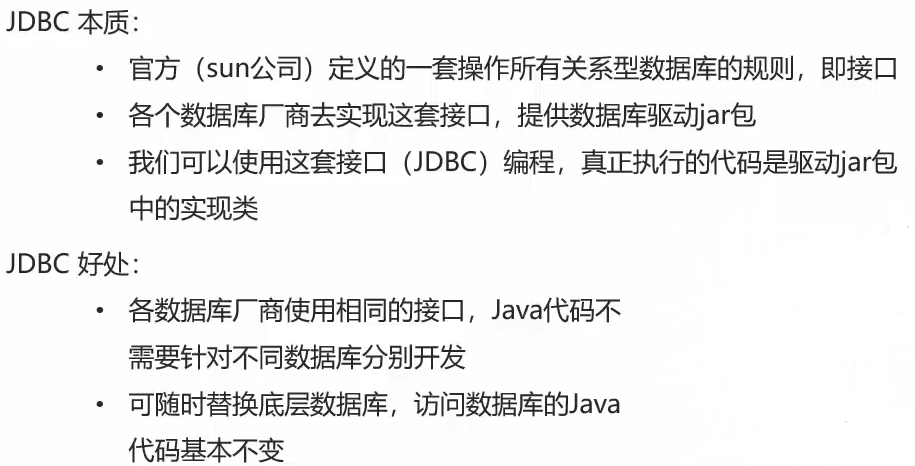 JDBC 本质：
• 官方（sun公司）定义的一套操作所有关系型数据库的规则，即接口
• 各个数据库厂商去实现这套接口，提供数据库驱动jar包
• 我们可以使用这套接口（JDBC）编程，真正执行的代码是驱动jar包
中的实现类
JDBC 好处：
• 各数据库厂商使用相同的接口，Java代码不
需要针对不同数据库分别开发
• 可随时替换底层数据库，访问数据库的Java
代码基本不变